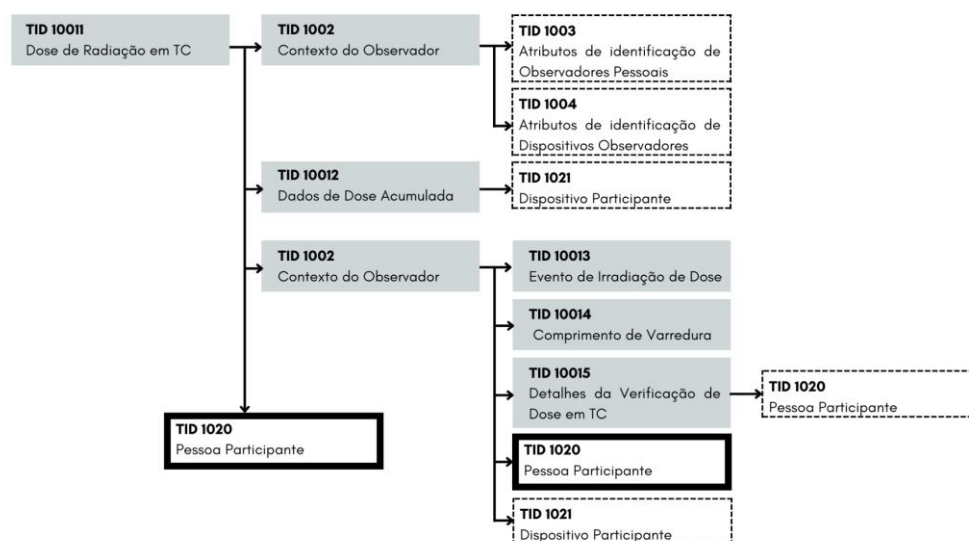 TID 10011
Dose de Radiação em TC
TID 1002
Contexto do Observador
TID 1003
Atributos de identificação de
Observadores Pessoais
TID 1004
Atributos de identificação de
Dispositivos Observadores
TID 10012
Dados de Dose Acumulada
TID 1021
Dispositivo Participante
TID 1002
Contexto do Observador
TID 10013
Evento de Irradiação de Dose
TID 10014
Comprimento de Varredura
TID 10015
Detalhes da Verificação de
Dose em TC
TID 1020
Pessoa Participante
TID 1020
Pessoa Participante
TID 1020
Pessoa Participante
TID 1021
Dispositivo Participante